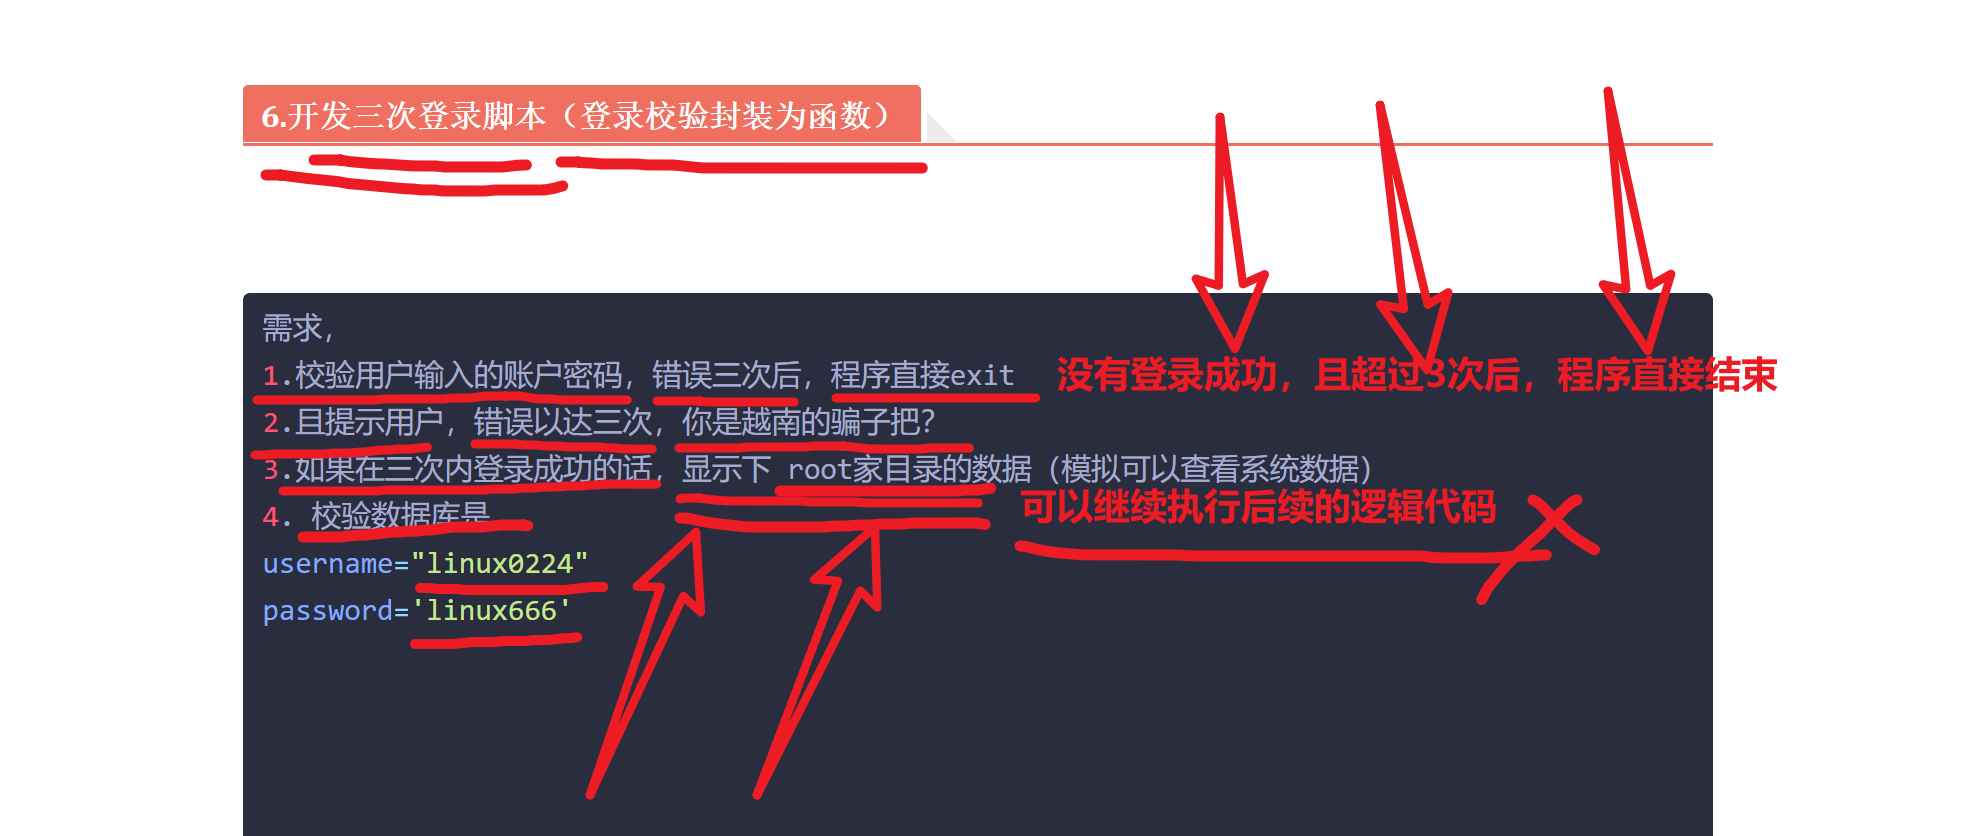 6.开发三次登录脚本（登录校验封装为函数）
需求，
1.校验用户输入的账户密码，错误三次后，程序直接exit 没有登录成功，且超过3次后，程序直接结束
2.且提示用户，错误以达三次，你是越南的骗子把？
3.如果在三次内登录成功的话，显示下 root家目录的数据（模拟可以查看系统数据）
可以继续执行后续的逻辑代码
4. 校验数据库是
username="linux0224"
password='linux666'